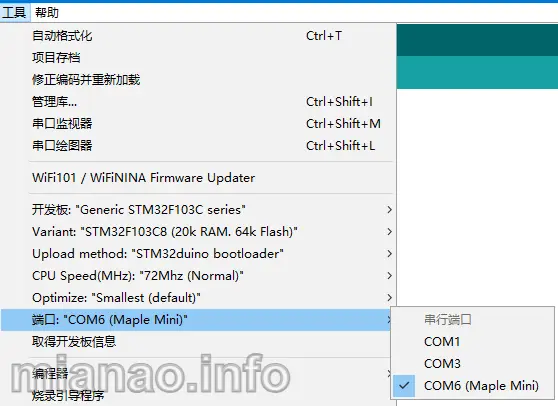 工具 帮助
自动格式化 Ctrl+T
项目存档
修正编码并重新加载
管理库... Ctrl+Shift+I
串口监视器 Ctrl+Shift+M
串口绘图器 Ctrl+Shift+L
WiFi101 / WiFiNINA Firmware Updater
开发板: "Generic STM32F103C series"
Variant: "STM32F103C8 (20k RAM. 64k Flash)"
Upload method: "STM32duino bootloader"
CPU Speed(MHz): "72Mhz (Normal)"
Optimize: "Smallest (default)"
端口: "COM6 (Maple Mini)"
取得开发板信息
编程器
烧录引导程序
串行端口
COM1
COM3
COM6 (Maple Mini)
mianao.info